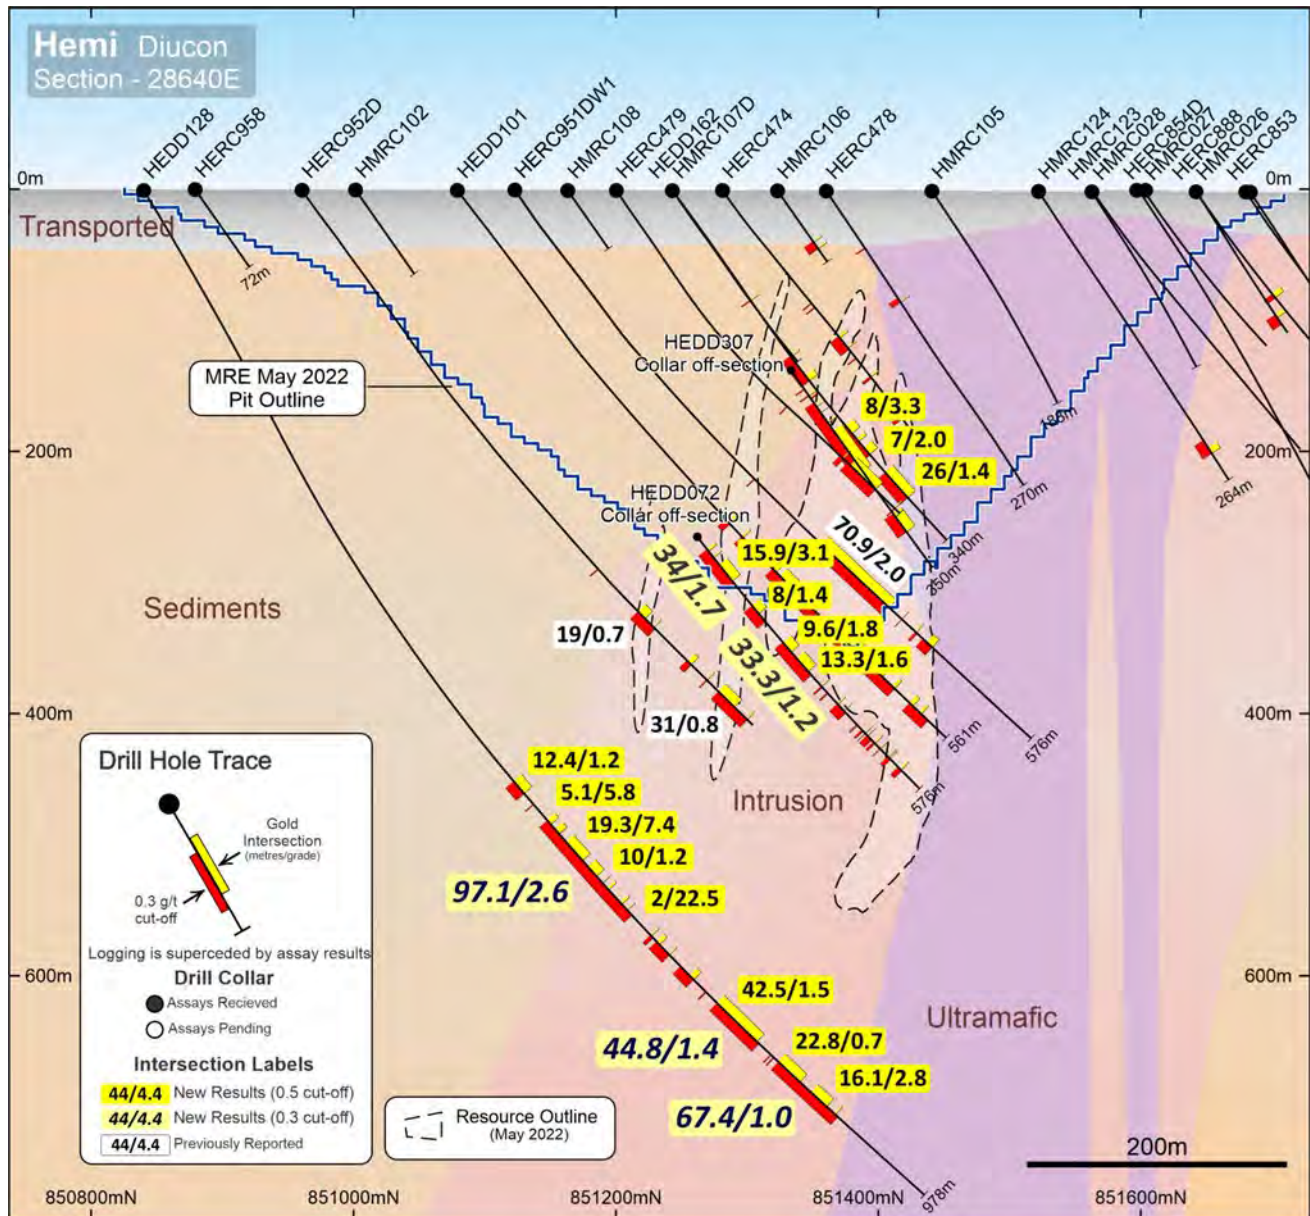 Hemi Diucon
Section - 28640E
HEDD128
HERC958
HERC952D
HMRC102
HEDD101
HERC951DW1
HMRC108
HERC479
HEDD162
HMRC107D
HERC474
HMRC106
HERC478
HMRC105
HMRC124
HMRC123
HMRC028
HERC854D
HMRC027
HERC888
HMRC026
HERC853
0m
0m
Transported
72m
HEDD307
Collar off-section
MRE May 2022
Pit Outline
8/3.3
188m
7/2.0
200m
200m
26/1.4
270m
264m
HEDD072
Collar off-section
70.9/2.0
340m
350m
15.9/3.1
34/1.7
8/1.4
Sediments
19/0.7
9.6/1.8
13.3/1.6
33.3/1.2
400m
400m
31/0.8
561m
576m
576m
Drill Hole Trace
12.4/1.2
5.1/5.8
Intrusion
Gold
Intersection
(metres/grade)
19.3/7.4
10/1.2
97.1/2.6
2/22.5
0.3 g/t
cut-off
Logging is superceded by assay results
Drill Collar
600m
600m
Assays Recieved
42.5/1.5
Ultramafic
Assays Pending
44.8/1.4
22.8/0.7
Intersection Labels
16.1/2.8
44/4.4 New Results (0.5 cut-off)
44/4.4 New Results (0.3 cut-off)
67.4/1.0
44/4.4 Previously Reported
Resource Outline
(May 2022)
200m
978m
850800mN
851000mN
851200mN
851400mN
851600mN